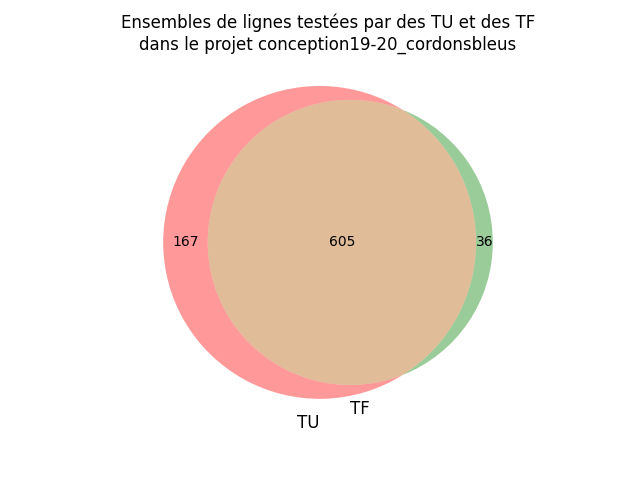 Ensembles de lignes testées par des TU et des TF
dans le projet conception19-20_cordonsbleus
167
605
36
TF
TU